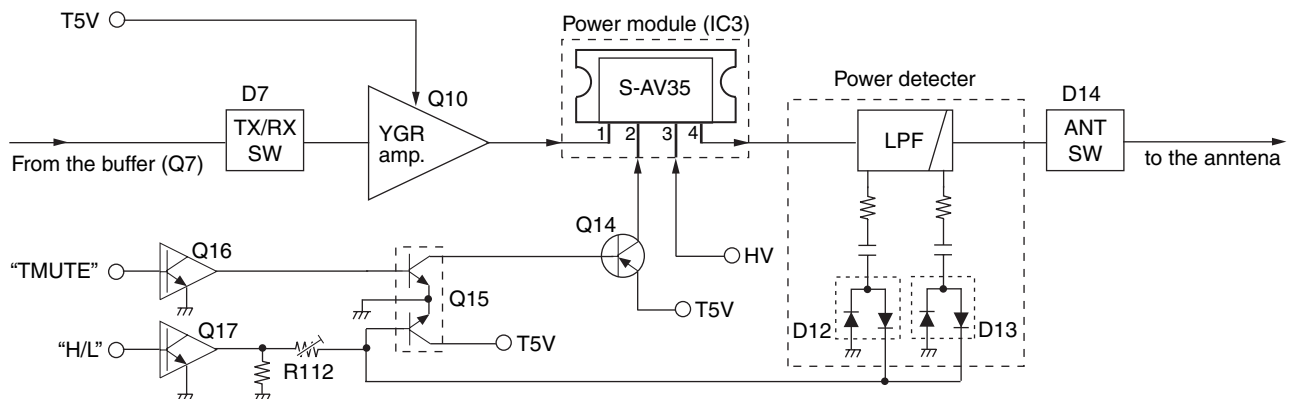 T5V
Power module (IC3)
S-AV35
1 2 3 4
Power detecter
D7
TX/RX
SW
Q10
YGR
amp.
LPF
D14
ANT
SW
From the buffer (Q7)
to the anntena
Q14
HV
T5V
"TMUTE"
Q16
Q15
"H/L"
Q17
R112
T5V
D12
D13